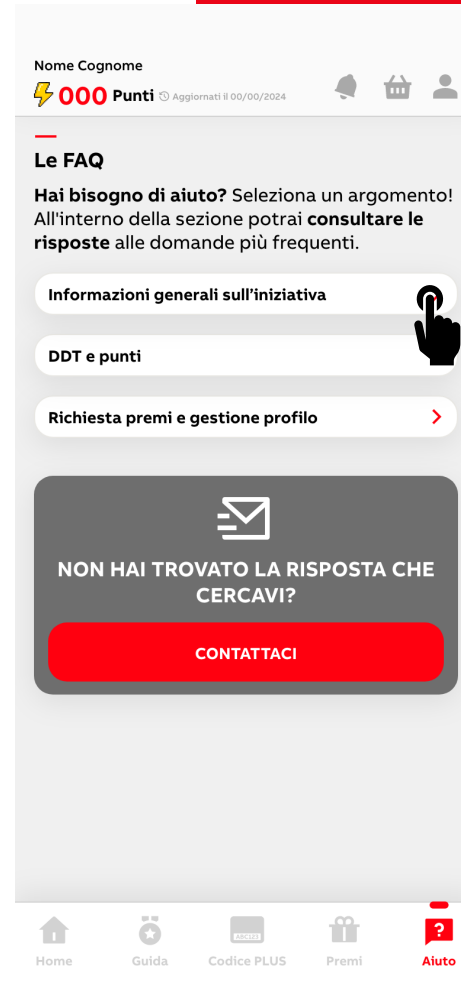 Nome Cognome
000 Punti Aggiornati il 00/00/2024
Le FAQ
Hai bisogno di aiuto? Seleziona un argomento!
All'interno della sezione potrai consultare le
risposte alle domande più frequenti.
Informazioni generali sull'iniziativa
DDT e punti
Richiesta premi e gestione profilo
NON HAI TROVATO LA RISPOSTA CHE
CERCAVI?
CONTATTACI
ABC123
?
Home Guida Codice PLUS Premi Aiuto